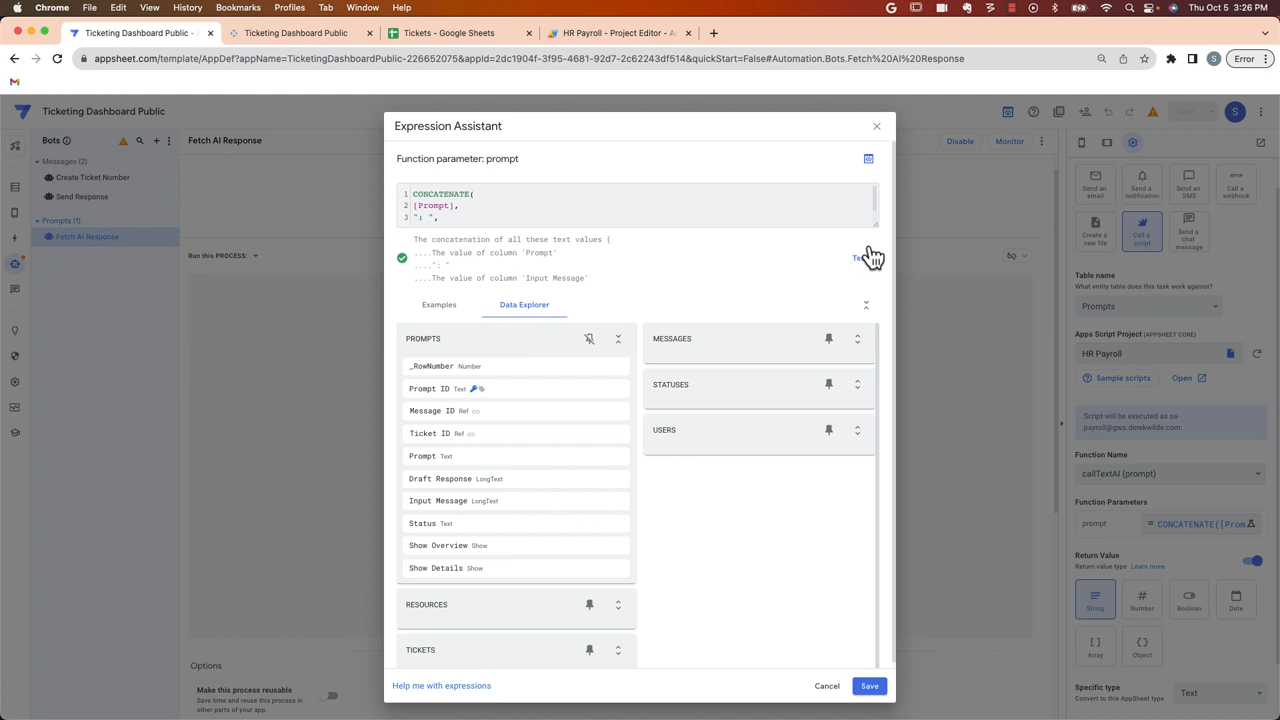 Chrome File Edit View History Bookmarks Profiles Tab Window Help Thu Oct 5 3:26 PM
Ticketing Dashboard Public - Ticketing Dashboard Public Tickets - Google Sheets HR Payroll - Project Editor - A
appsheet.com/template/AppDef?appName=TicketingDashboardPublic-226652075&appId=2dc1904f-3f95-4681-92d7-2c62243df514&quickStart=False#Automation.Bots.Fetch%20AI%20Response
Error
Ticketing Dashboard Public
SAVE
S
Bots
Messages (2)
Create Ticket Number
Send Response
Prompts (1)
Fetch AI Response
Fetch AI Response
Disable
Monitor
Run this PROCESS:
Options
Make this process reusable
Save time and reuse this process in
other parts of your app.
Expression Assistant
Function parameter: prompt
1 CONCATENATE(
2 [Prompt],
3 ": ",
The concatenation of all these text values (
....The value of column 'Prompt'
....": "
....The value of column 'Input Message'
Examples
Data Explorer
PROMPTS
_RowNumber Number
Prompt ID Text
Message ID Ref
Ticket ID Ref
Prompt Text
Draft Response LongText
Input Message LongText
Status Text
Show Overview Show
Show Details Show
RESOURCES
TICKETS
MESSAGES
STATUSES
USERS
Help me with expressions
Cancel
Save
Send an
email
Send a
notification
Send an
SMS
Call a
webhook
Create a
new file
Call a
script
Send a
chat
message
Table name
What entity table does this task work against?
Prompts
Apps Script Project (APPSHEET CORE)
HR Payroll
Sample scripts
Open
Script will be executed as sa-
payroll@gws.derekwilde.com.
Function Name
callTextAI (prompt)
Function Parameters
prompt
= CONCATENATE([Prom
Return Value
Return value type Learn more
String
Number
Boolean
Date
Array
Object
Specific type
Convert to this AppSheet type
Text